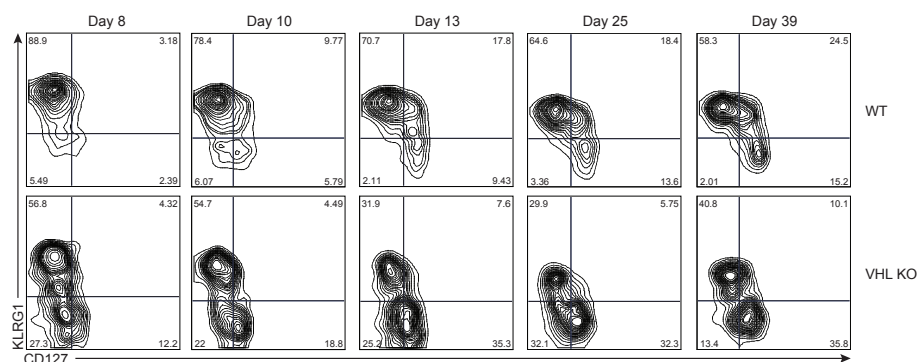 Day 8 Day 10 Day 13 Day 25 Day 39
88.9 3.18 78.4 9.77 70.7 17.8 64.6 18.4 58.3 24.5
WT
5.49 2.39 6.07 5.79 2.11 9.43 3.36 13.6 2.01 15.2
56.8 4.32 54.7 4.49 31.9 7.6 29.9 5.75 40.8 10.1
VHL KO
KLRG1
27.3 12.2 22 18.8 25.2 35.3 32.1 32.3 13.4 35.8
CD127